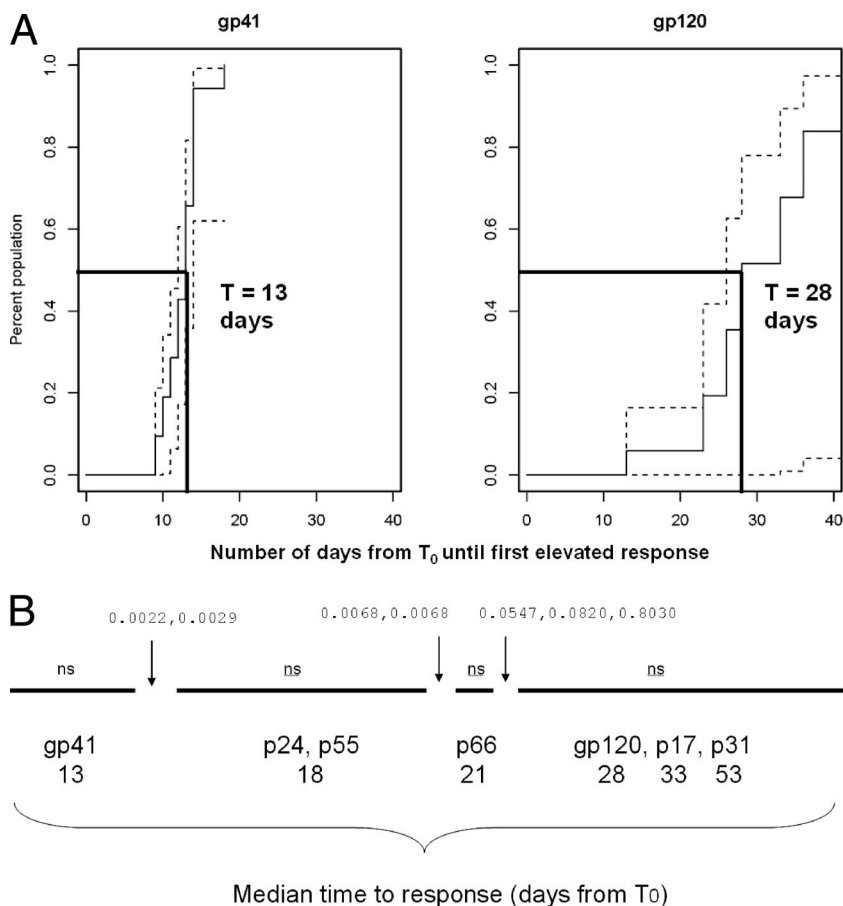 A
gp41
gp120
Percent population
1.0
0.8
0.6
0.4
0.2
0.0
T = 13
days
0 10 20 30 40
1.0
0.8
0.6
0.4
0.2
0.0
T = 28
days
0 10 20 30 40
Number of days from T0 until first elevated response
B
0.0022,0.0029
0.0068,0.0068
0.0547,0.0820,0.8030
ns
ns
ns
ns
gp41
p24, p55
p66
gp120, p17, p31
13
18
21
28 33 53
Median time to response (days from T0)